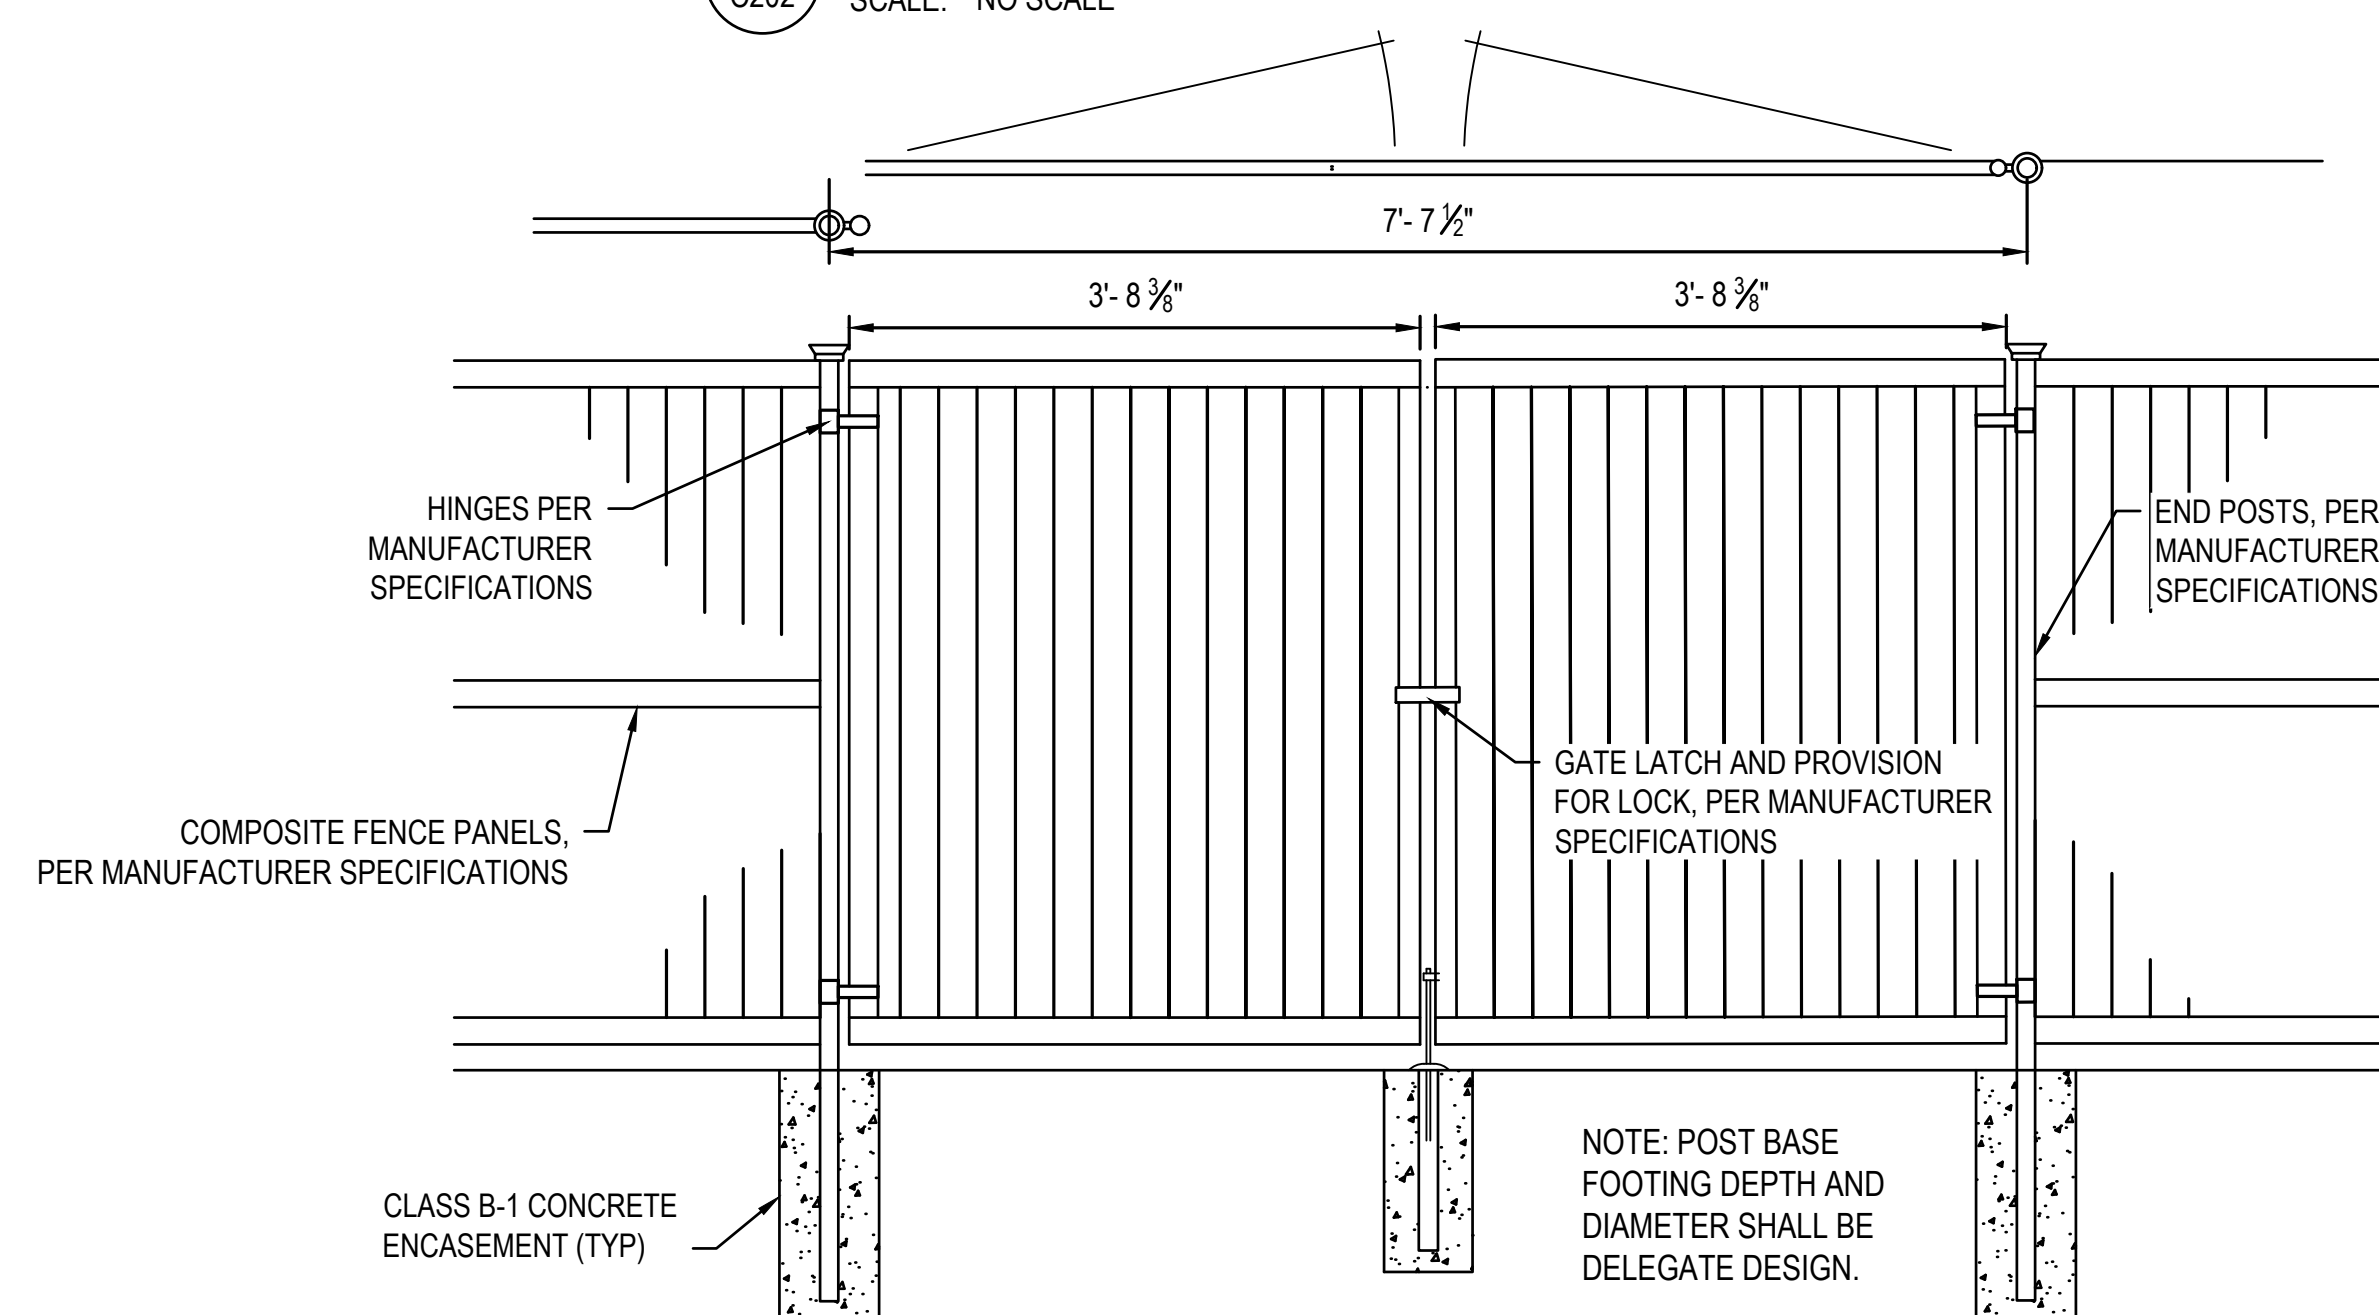 C202
SCALE: NO SCALE
7'- 7 1/2"
3'- 8 3/8"
3'- 8 3/8"
HINGES PER
MANUFACTURER
SPECIFICATIONS
END POSTS, PER
MANUFACTURER
SPECIFICATIONS
GATE LATCH AND PROVISION
FOR LOCK, PER MANUFACTURER
SPECIFICATIONS
COMPOSITE FENCE PANELS,
PER MANUFACTURER SPECIFICATIONS
CLASS B-1 CONCRETE
ENCASEMENT (TYP)
NOTE: POST BASE
FOOTING DEPTH AND
DIAMETER SHALL BE
DELEGATE DESIGN.